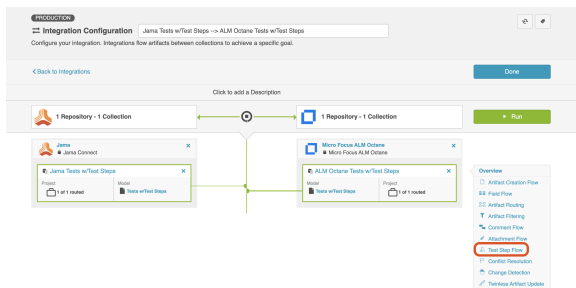 PRODUCTION
Integration Configuration
Jama Tests w/Test Steps --> ALM Octane Tests w/Test Steps
Configure your integration. Integrations flow artifacts between collections to achieve a specific goal.
Back to Integrations
Done
Click to add a Description
1 Repository - 1 Collection
1 Repository - 1 Collection
Run
Jama
Jama Connect
Jama Tests w/Test Steps
Project
1 of 1 routed
Model
Tests w/Test Steps
Micro Focus ALM Octane
Micro Focus ALM Octane
ALM Octane Tests w/Test Steps
Model
Tests w/Test Steps
Project
1 of 1 routed
Overview
Artifact Creation Flow
Field Flow
Artifact Routing
Artifact Filtering
Comment Flow
Attachment Flow
Test Step Flow
Conflict Resolution
Change Detection
Twinless Artifact Update